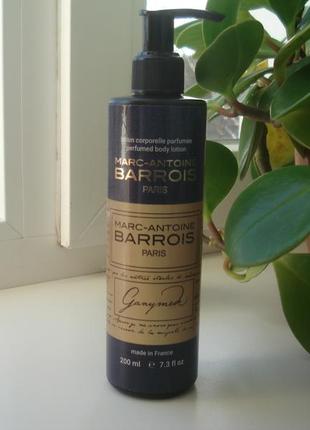 lotion corporelle parfumée
perfumed body lotion
MARC-ANTOINE
BARROIS
PARIS
MARC-ANTOINE
BARROIS
PARIS
Ganymede
made in France
200 ml e 7.3 fl oz